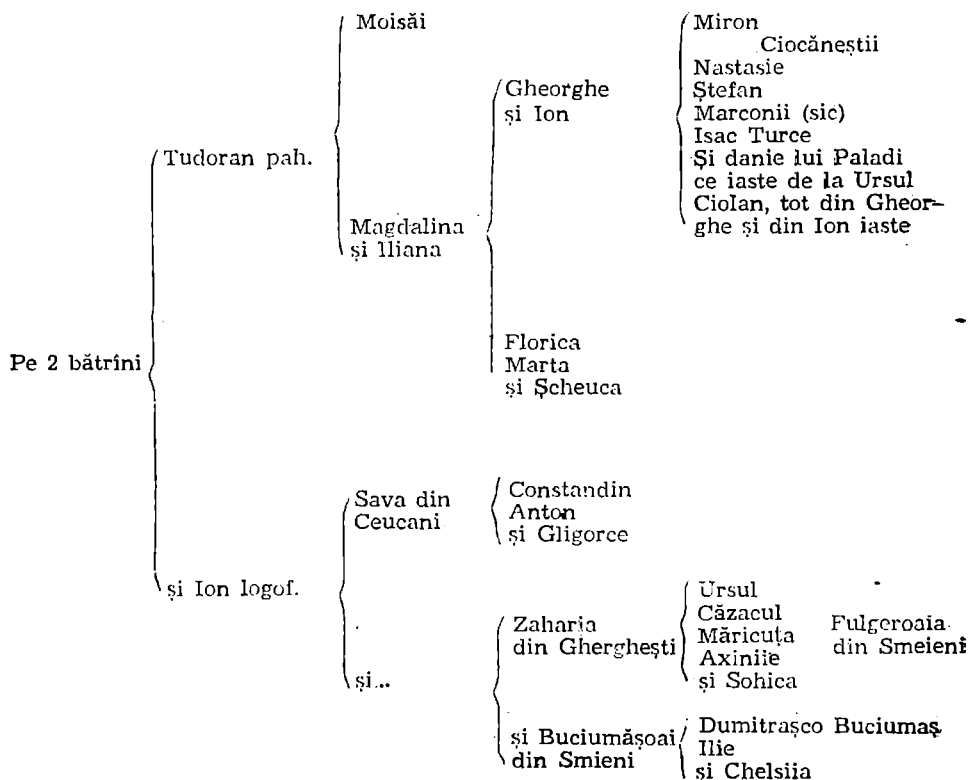 Moisăi
Miron
Ciocăneștii
Nastasie
Ștefan
Marconii (sic)
Isac Turce
Și danie lui Paladi
ce iaste de la Ursul
Ciolan, tot din Gheor-
ghe și din Ion iaste
Gheorghe
și Ion
Tudoran pah.
Magdalina
și Iliana
Florica
Marta
și Șcheuca
Pe 2 bătrîni
Sava din
Ceucani
Constandin
Anton
și Gligorce
și Ion logof.
și...
Zaharia
din Gherghești
Ursul
Căzacul
Măricuța
Axiniie
și Sohica
Fulgeroaia
din Smeieni
și Buciumășoai
din Smieni
Dumitrașco Buciumaș
Ilie
și Chelsiia